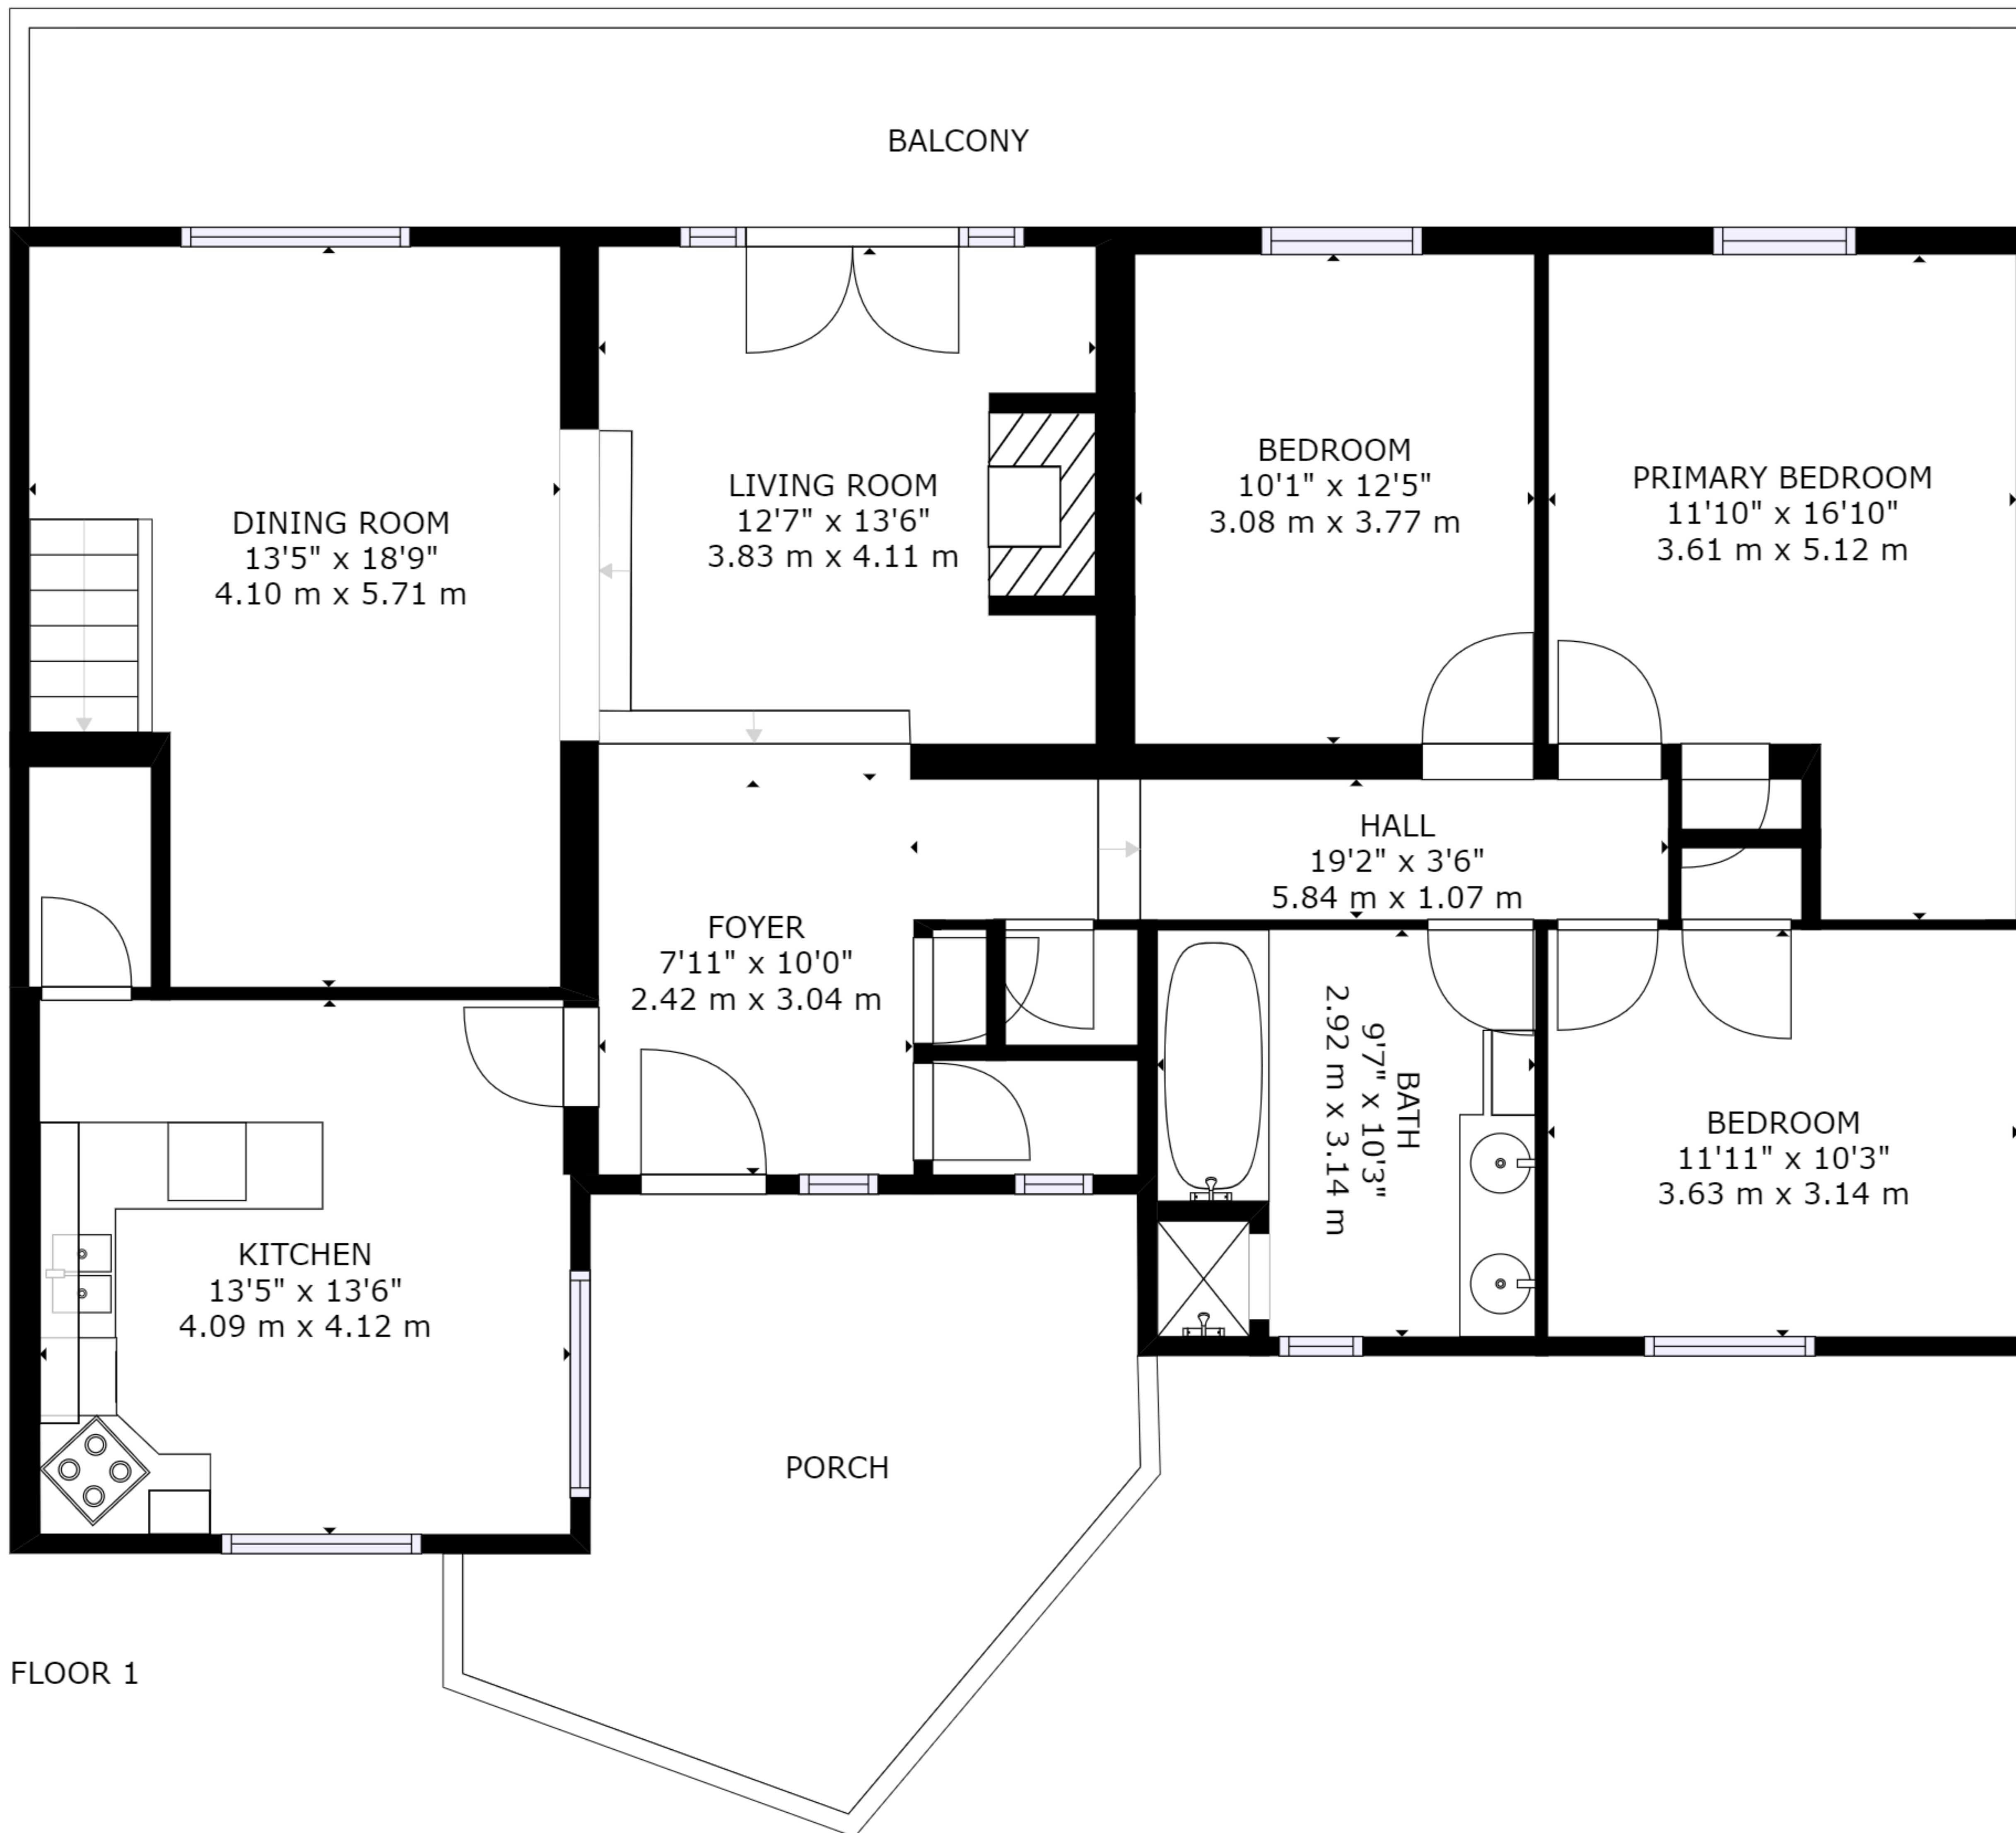 BALCONY
DINING ROOM
13'5" x 18'9"
4.10 m x 5.71 m
LIVING ROOM
12'7" x 13'6"
3.83 m x 4.11 m
BEDROOM
10'1" x 12'5"
3.08 m x 3.77 m
PRIMARY BEDROOM
11'10" x 16'10"
3.61 m x 5.12 m
HALL
19'2" x 3'6"
5.84 m x 1.07 m
FOYER
7'11" x 10'0"
2.42 m x 3.04 m
BATH
9'7" x 10'3"
2.92 m x 3.14 m
BEDROOM
11'11" x 10'3"
3.63 m x 3.14 m
KITCHEN
13'5" x 13'6"
4.09 m x 4.12 m
PORCH
FLOOR 1